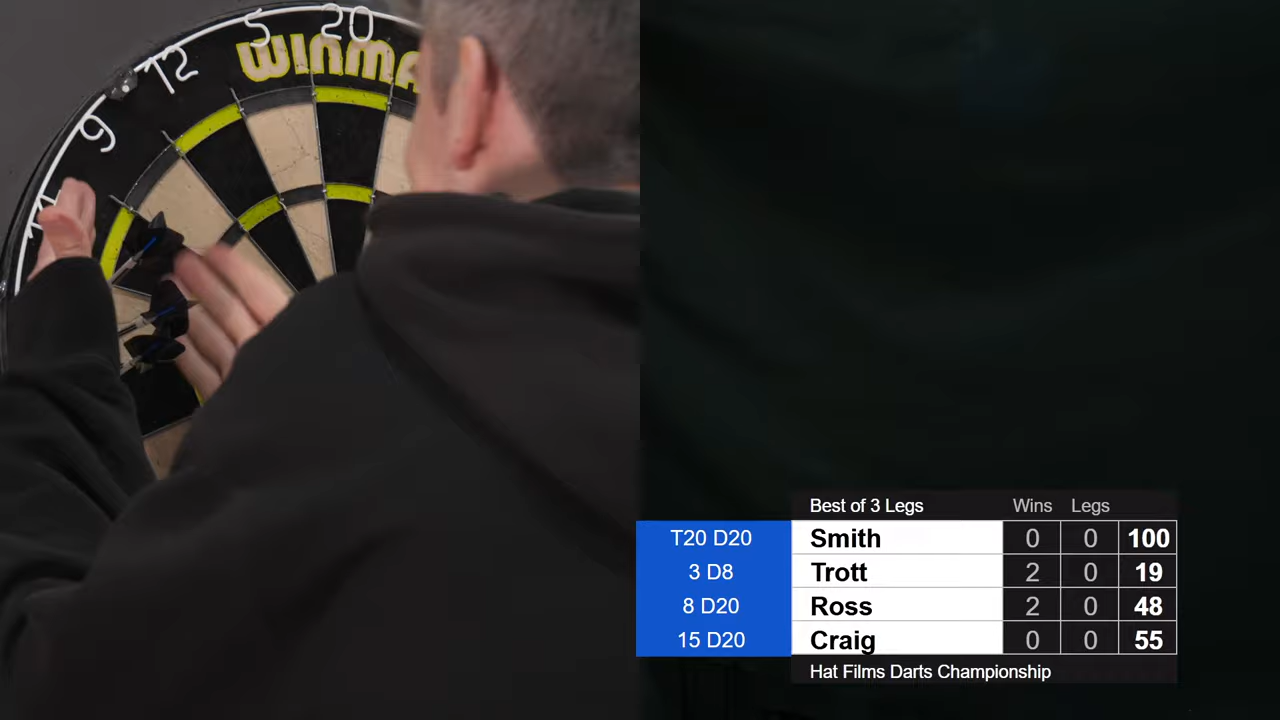 5 20
12
9
WINMA
Best of 3 Legs Wins Legs
T20 D20 Smith 0 0 100
3 D8 Trott 2 0 19
8 D20 Ross 2 0 48
15 D20 Craig 0 0 55
Hat Films Darts Championship